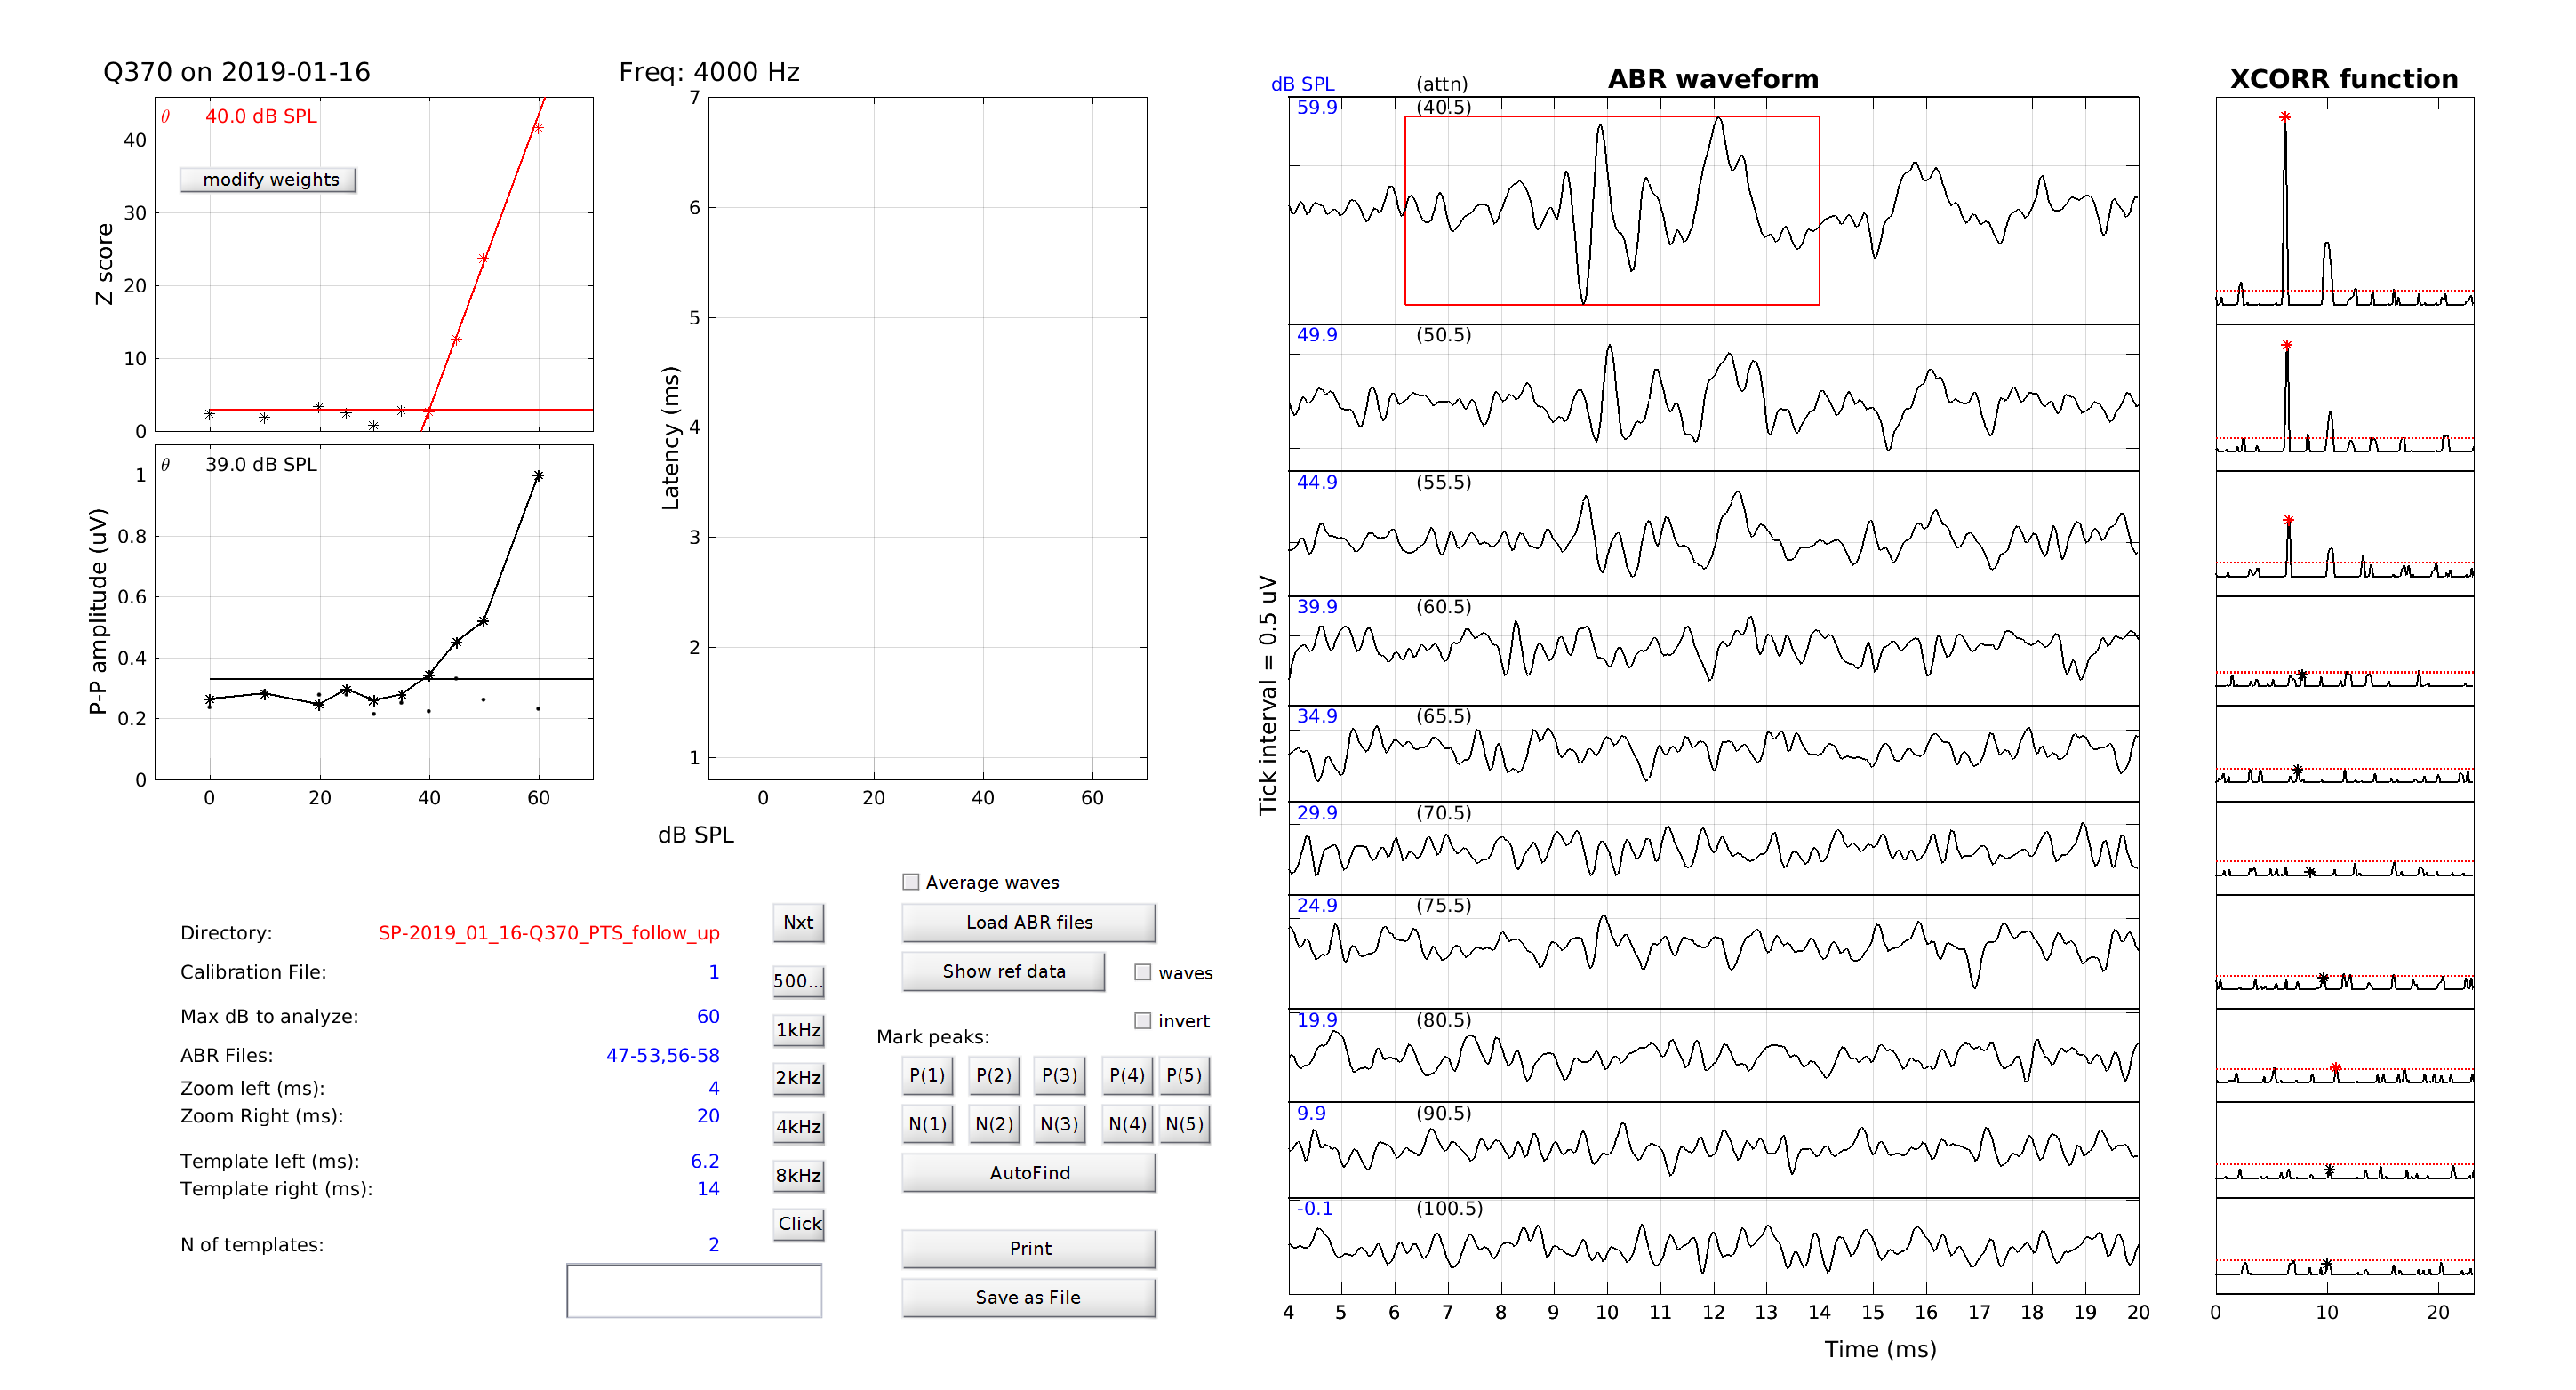 Q370 on 2019-01-16
Freq: 4000 Hz
θ 40.0 dB SPL
modify weights
Z score
40
30
20
10
0
θ 39.0 dB SPL
P-P amplitude (uV)
1
0.8
0.6
0.4
0.2
0
0 20 40 60
Latency (ms)
7
6
5
4
3
2
1
0 20 40 60
dB SPL
Directory: SP-2019_01_16-Q370_PTS_follow_up
Calibration File: 1
Max dB to analyze: 60
ABR Files: 47-53,56-58
Zoom left (ms): 4
Zoom Right (ms): 20
Template left (ms): 6.2
Template right (ms): 14
N of templates: 2
Nxt
500...
1kHz
2kHz
4kHz
8kHz
Click
Average waves
Load ABR files
Show ref data
waves
invert
Mark peaks:
P(1) P(2) P(3) P(4) P(5)
N(1) N(2) N(3) N(4) N(5)
AutoFind
Print
Save as File
dB SPL (attn) ABR waveform
59.9 (40.5)
49.9 (50.5)
44.9 (55.5)
39.9 (60.5)
34.9 (65.5)
29.9 (70.5)
24.9 (75.5)
19.9 (80.5)
9.9 (90.5)
-0.1 (100.5)
Tick interval = 0.5 uV
4 5 6 7 8 9 10 11 12 13 14 15 16 17 18 19 20
Time (ms)
XCORR function
0 10 20